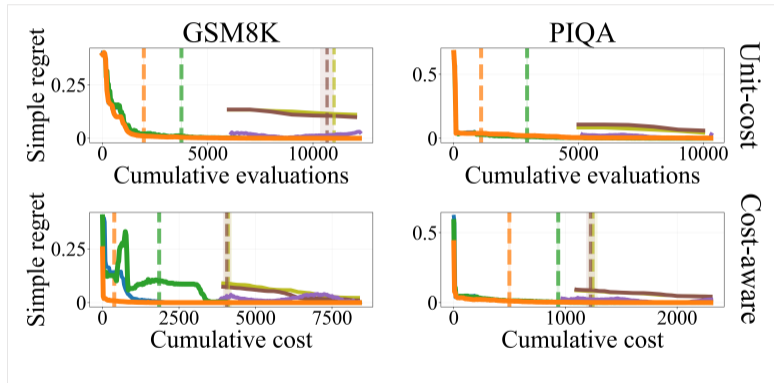 GSM8K
PIQA
Simple regret
0.25
0
0 5000 10000
Cumulative evaluations
0.5
0
0 5000 10000
Cumulative evaluations
Unit-cost
Simple regret
0.25
0
0 2500 5000 7500
Cumulative cost
0.5
0
0 1000 2000
Cumulative cost
Cost-aware